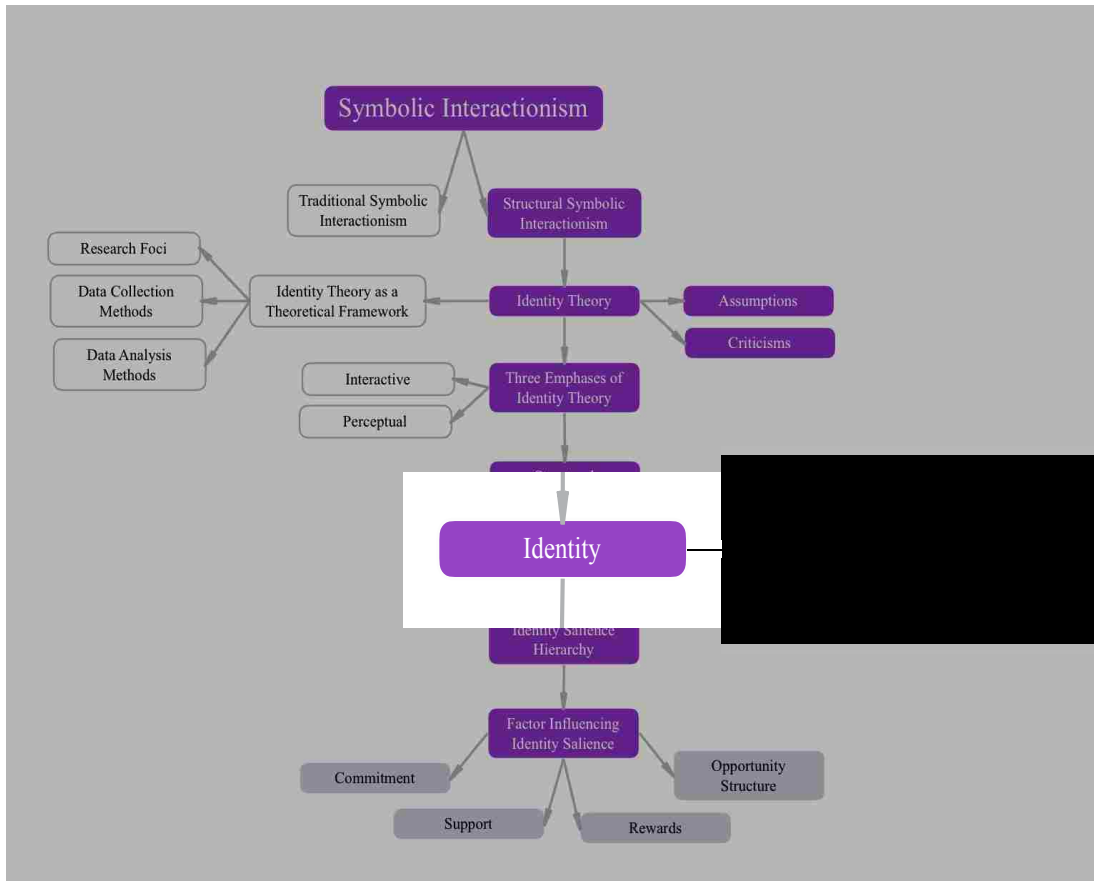 Symbolic Interactionism
Traditional Symbolic
Interactionism
Structural Symbolic
Interactionism
Research Foci
Data Collection
Methods
Data Analysis
Methods
Identity Theory as a
Theoretical Framework
Identity Theory
Assumptions
Criticisms
Three Emphases of
Identity Theory
Interactive
Perceptual
Identity
Identity Salience
Hierarchy
Factor Influencing
Identity Salience
Commitment
Support
Rewards
Opportunity
Structure